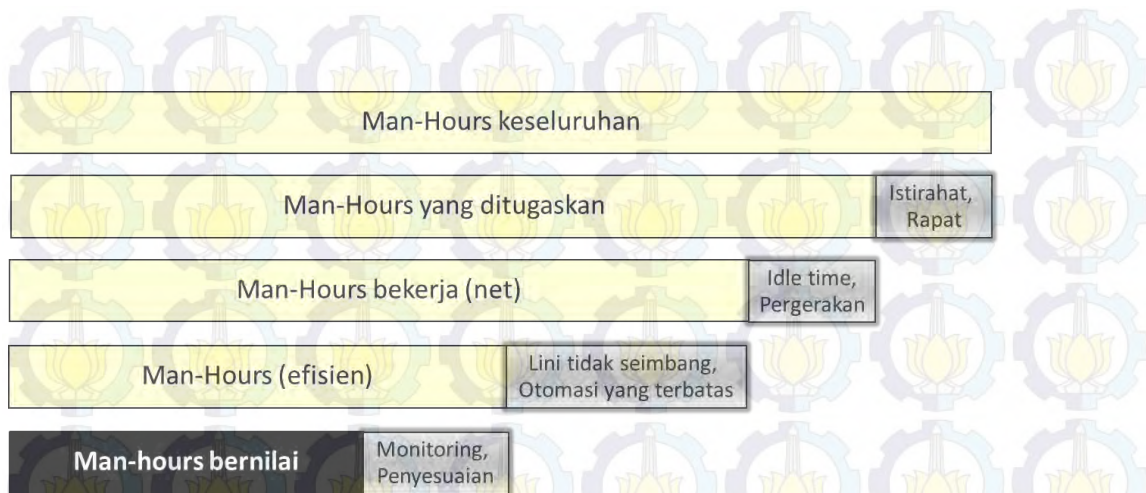 Man-Hours keseluruhan
Man-Hours yang ditugaskan
Istirahat,
Rapat
Man-Hours bekerja (net)
Idle time,
Pergerakan
Man-Hours (efisien)
Lini tidak seimbang,
Otomasi yang terbatas
Man-hours bernilai
Monitoring,
Penyesuaian